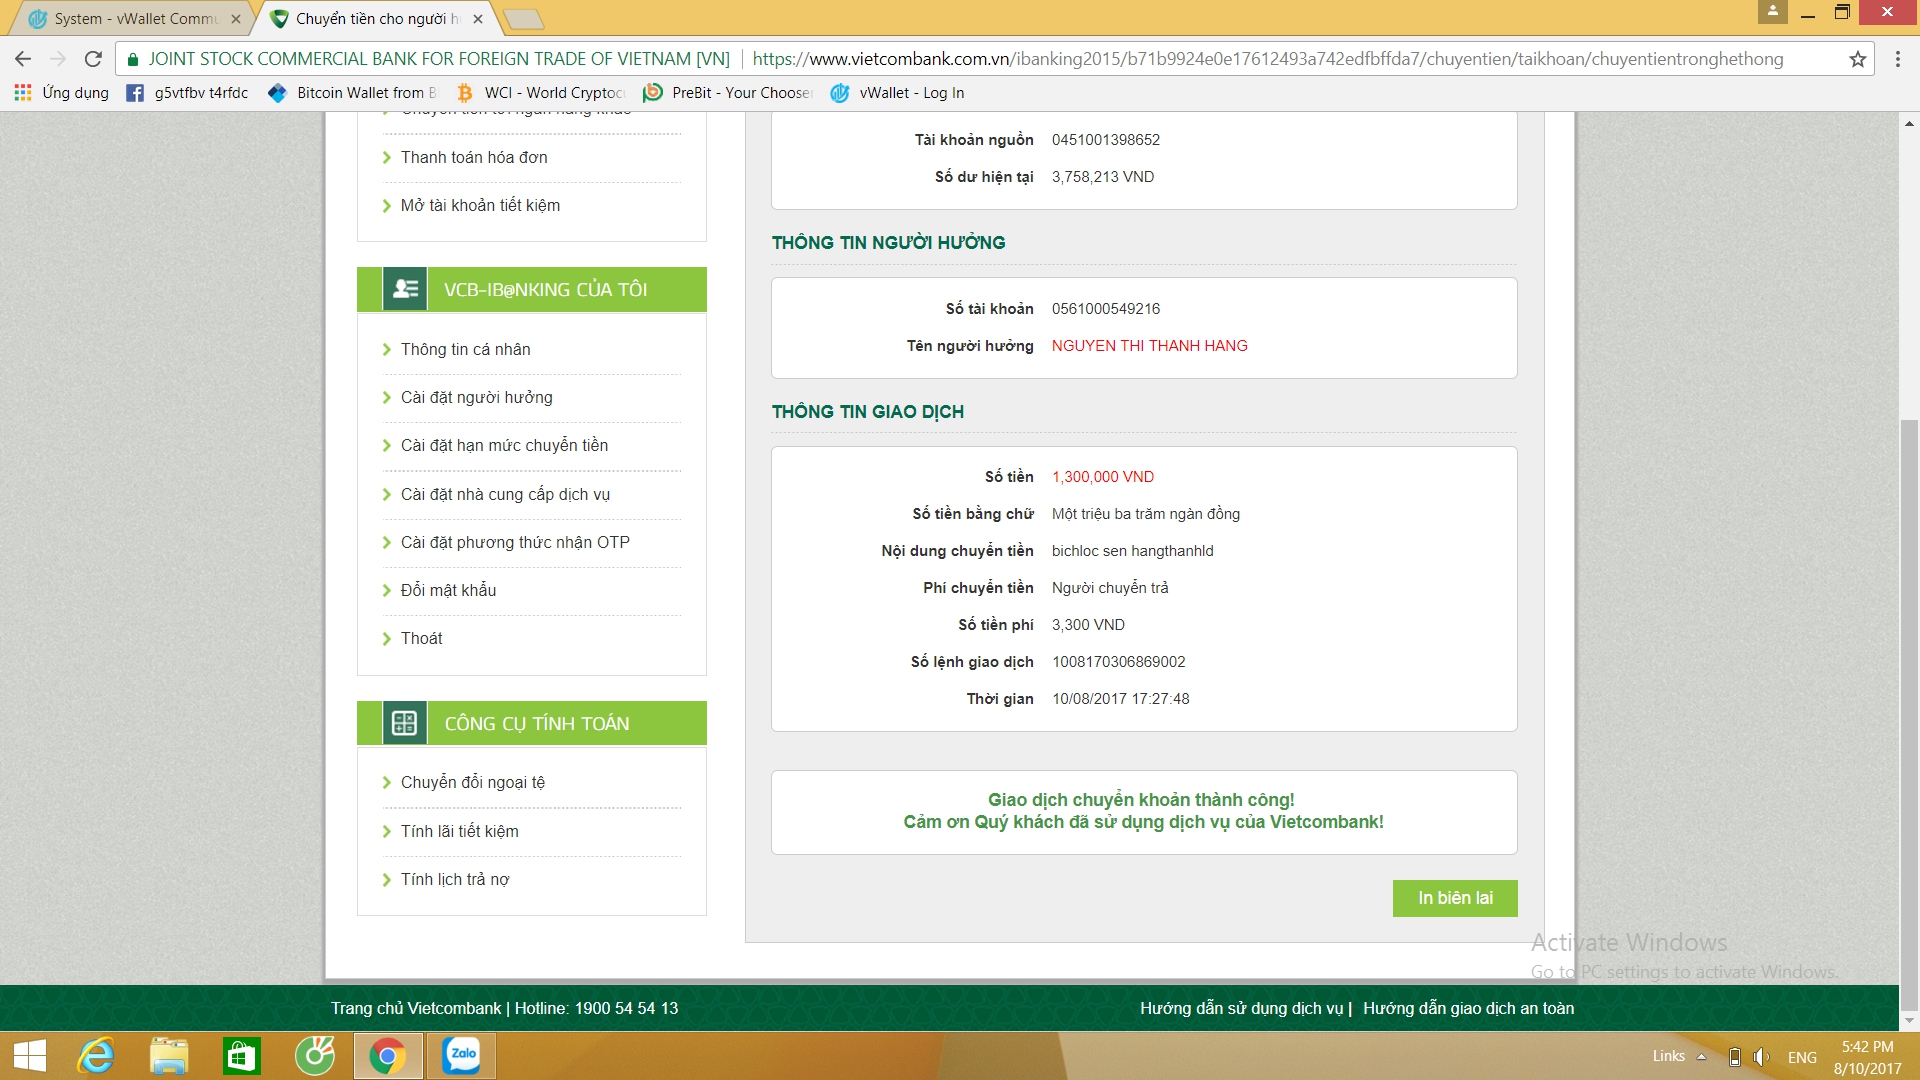 System - vWallet Commu
Chuyển tiền cho người h
JOINT STOCK COMMERCIAL BANK FOR FOREIGN TRADE OF VIETNAM [VN]
https://www.vietcombank.com.vn/ibanking2015/b71b9924e0e17612493a742edfbffda7/chuyentien/taikhoan/chuyentientronghethong
Ứng dụng
g5vtfbv t4rfdc
Bitcoin Wallet from B
WCI - World Cryptocu
PreBit - Your Chooser
vWallet - Log In
Chuyển tiền tới ngân hàng khác
Thanh toán hóa đơn
Mở tài khoản tiết kiệm
VCB-IB@NKING CỦA TÔI
Thông tin cá nhân
Cài đặt người hưởng
Cài đặt hạn mức chuyển tiền
Cài đặt nhà cung cấp dịch vụ
Cài đặt phương thức nhận OTP
Đổi mật khẩu
Thoát
CÔNG CỤ TÍNH TOÁN
Chuyển đổi ngoại tệ
Tính lãi tiết kiệm
Tính lịch trả nợ
Tài khoản nguồn 0451001398652
Số dư hiện tại 3,758,213 VND
THÔNG TIN NGƯỜI HƯỞNG
Số tài khoản 0561000549216
Tên người hưởng NGUYEN THI THANH HANG
THÔNG TIN GIAO DỊCH
Số tiền 1,300,000 VND
Số tiền bằng chữ Một triệu ba trăm ngàn đồng
Nội dung chuyển tiền bichloc sen hangthanhld
Phí chuyển tiền Người chuyển trả
Số tiền phí 3,300 VND
Số lệnh giao dịch 1008170306869002
Thời gian 10/08/2017 17:27:48
Giao dịch chuyển khoản thành công!
Cảm ơn Quý khách đã sử dụng dịch vụ của Vietcombank!
In biên lai
Activate Windows
Go to PC settings to activate Windows.
Trang chủ Vietcombank | Hotline: 1900 54 54 13
Hướng dẫn sử dụng dịch vụ | Hướng dẫn giao dịch an toàn
Zalo
Links
ENG
5:42 PM
8/10/2017